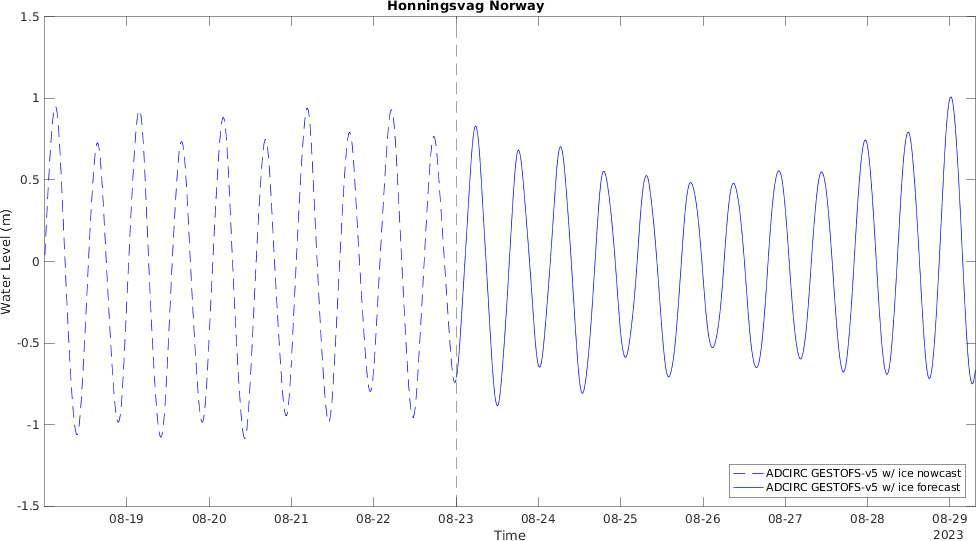 Honningsvag Norway
1.5
1
0.5
0
-0.5
-1
-1.5
Water Level (m)
08-19 08-20 08-21 08-22 08-23 08-24 08-25 08-26 08-27 08-28 08-29
Time
2023
ADCIRC GESTOFS-v5 w/ ice nowcast
ADCIRC GESTOFS-v5 w/ ice forecast